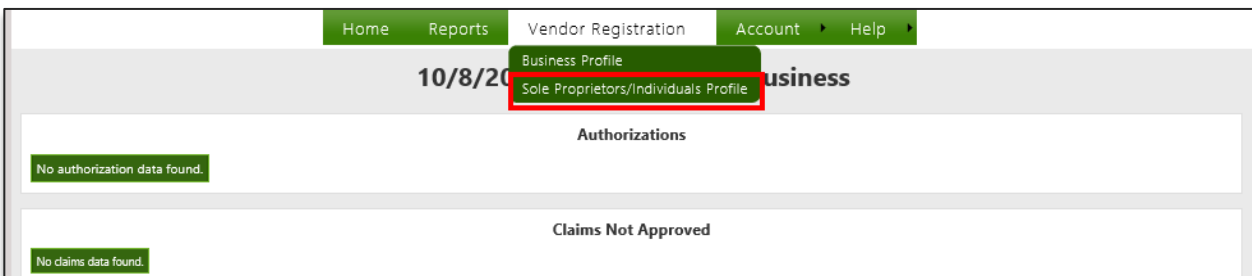 Home Reports Vendor Registration Account Help
Business Profile
10/8/20 usiness
Sole Proprietors/Individuals Profile
Authorizations
No authorization data found.
Claims Not Approved
No claims data found.